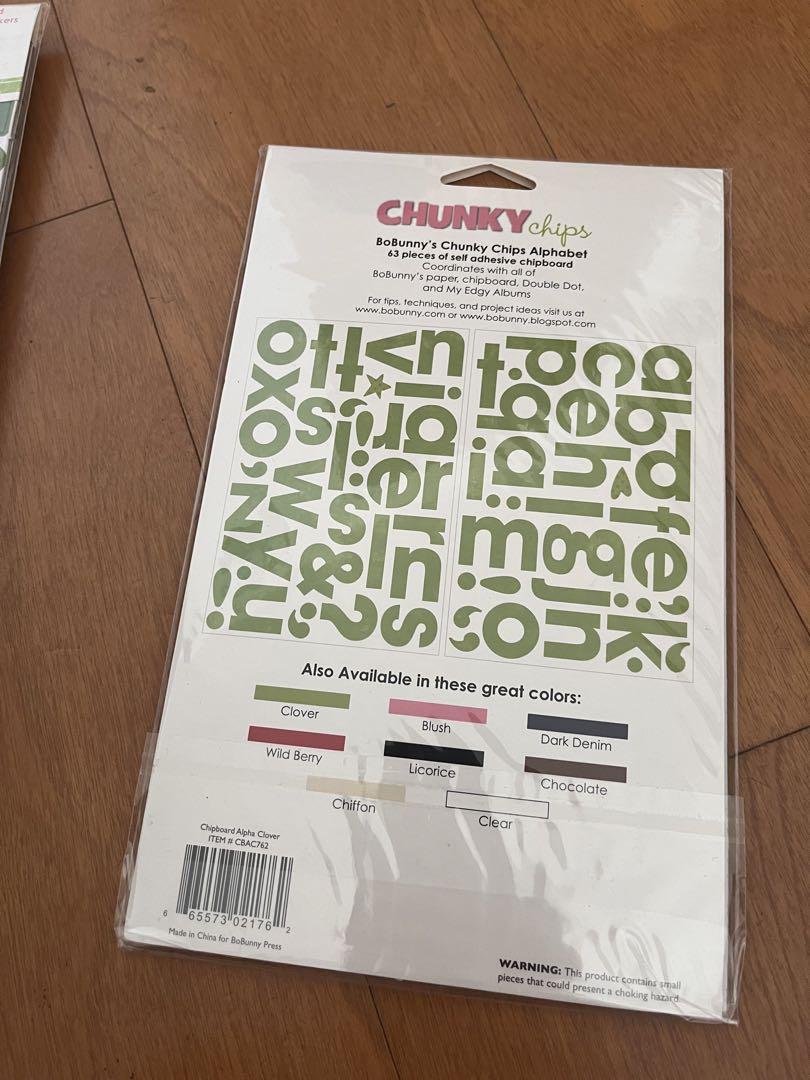 d
kers
CHUNKY chips
BoBunny's Chunky Chips Alphabet
63 pieces of self adhesive chipboard
Coordinates with all of
BoBunny's paper, chipboard, Double Dot,
and My Edgy Albums
For tips, techniques, and project ideas visit us at
www.bobunny.com or www.bobunny.blogspot.com
Also Available in these great colors:
Clover
Blush
Dark Denim
Wild Berry
Licorice
Chocolate
Chiffon
Clear
Chipboard Alpha Clover
ITEM # CBAC762
6 65573 02176 2
Made in China for BoBunny Press
WARNING: This product contains small
pieces that could present a choking hazard.